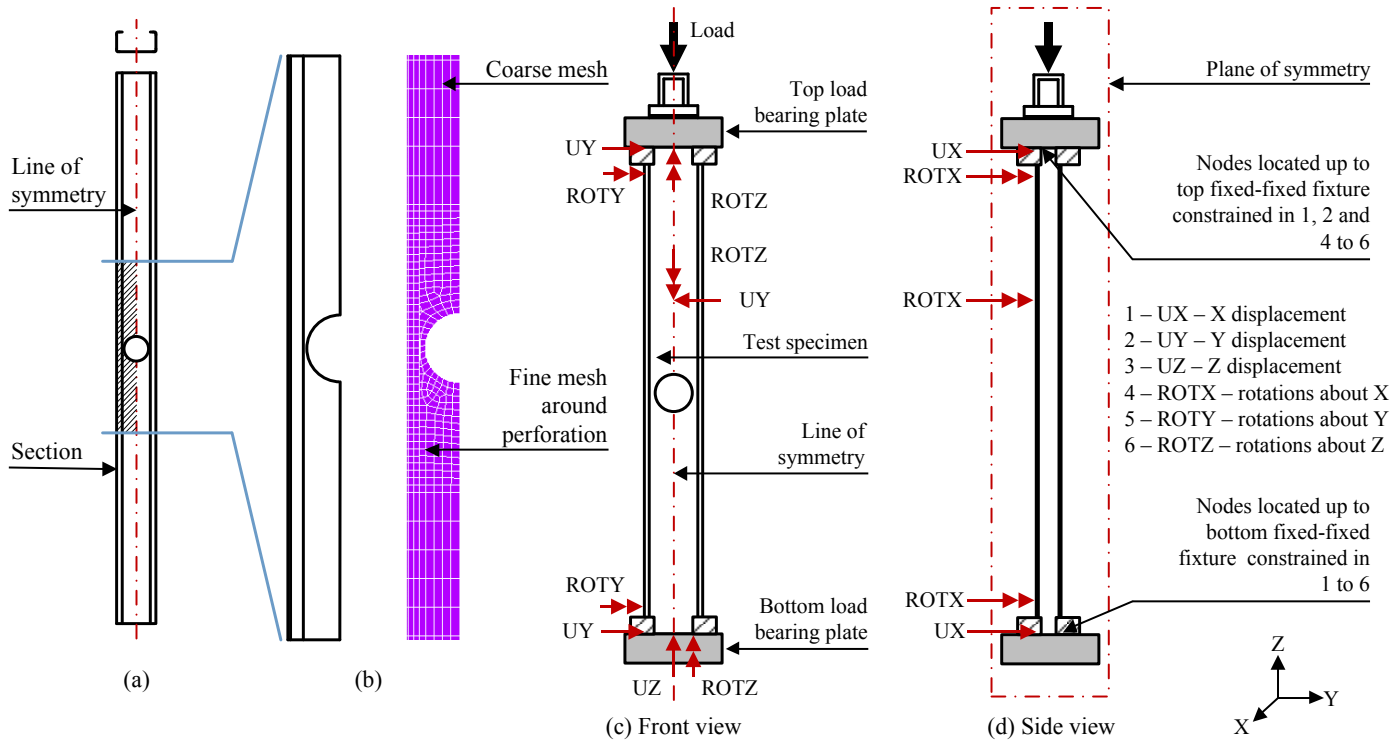 Line of
symmetry
Section
(a)
Coarse mesh
Fine mesh
around
perforation
(b)
Load
Top load
bearing plate
UY
ROTY
ROTZ
ROTZ
UY
Test specimen
Line of
symmetry
ROTY
UY
Bottom load
bearing plate
UZ
ROTZ
(c) Front view
Plane of symmetry
UX
ROTX
Nodes located up to
top fixed-fixed fixture
constrained in 1, 2 and
4 to 6
ROTX
1 – UX – X displacement
2 – UY – Y displacement
3 – UZ – Z displacement
4 – ROTX – rotations about X
5 – ROTY – rotations about Y
6 – ROTZ – rotations about Z
Nodes located up to
bottom fixed-fixed
fixture constrained in
1 to 6
ROTX
UX
(d) Side view
Z
Y
X